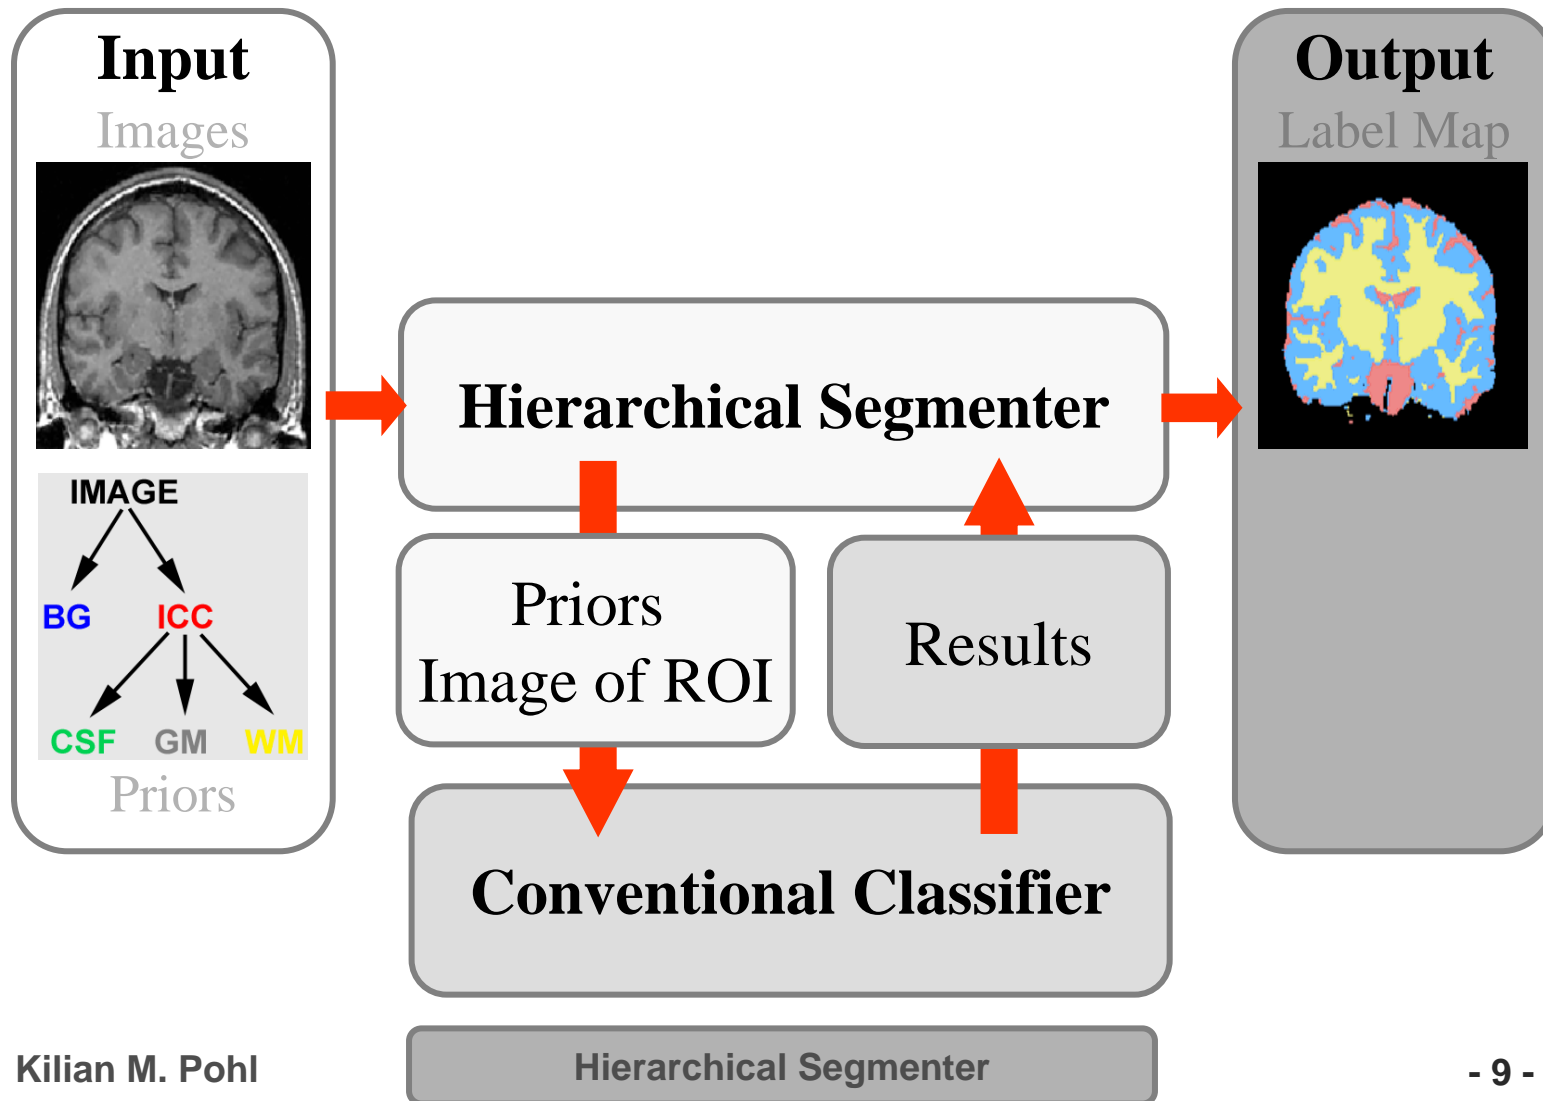 Input
Images
IMAGE
BG ICC
CSF GM WM
Priors
Hierarchical Segmenter
Priors
Image of ROI
Results
Conventional Classifier
Output
Label Map
Kilian M. Pohl
Hierarchical Segmenter
- 9 -